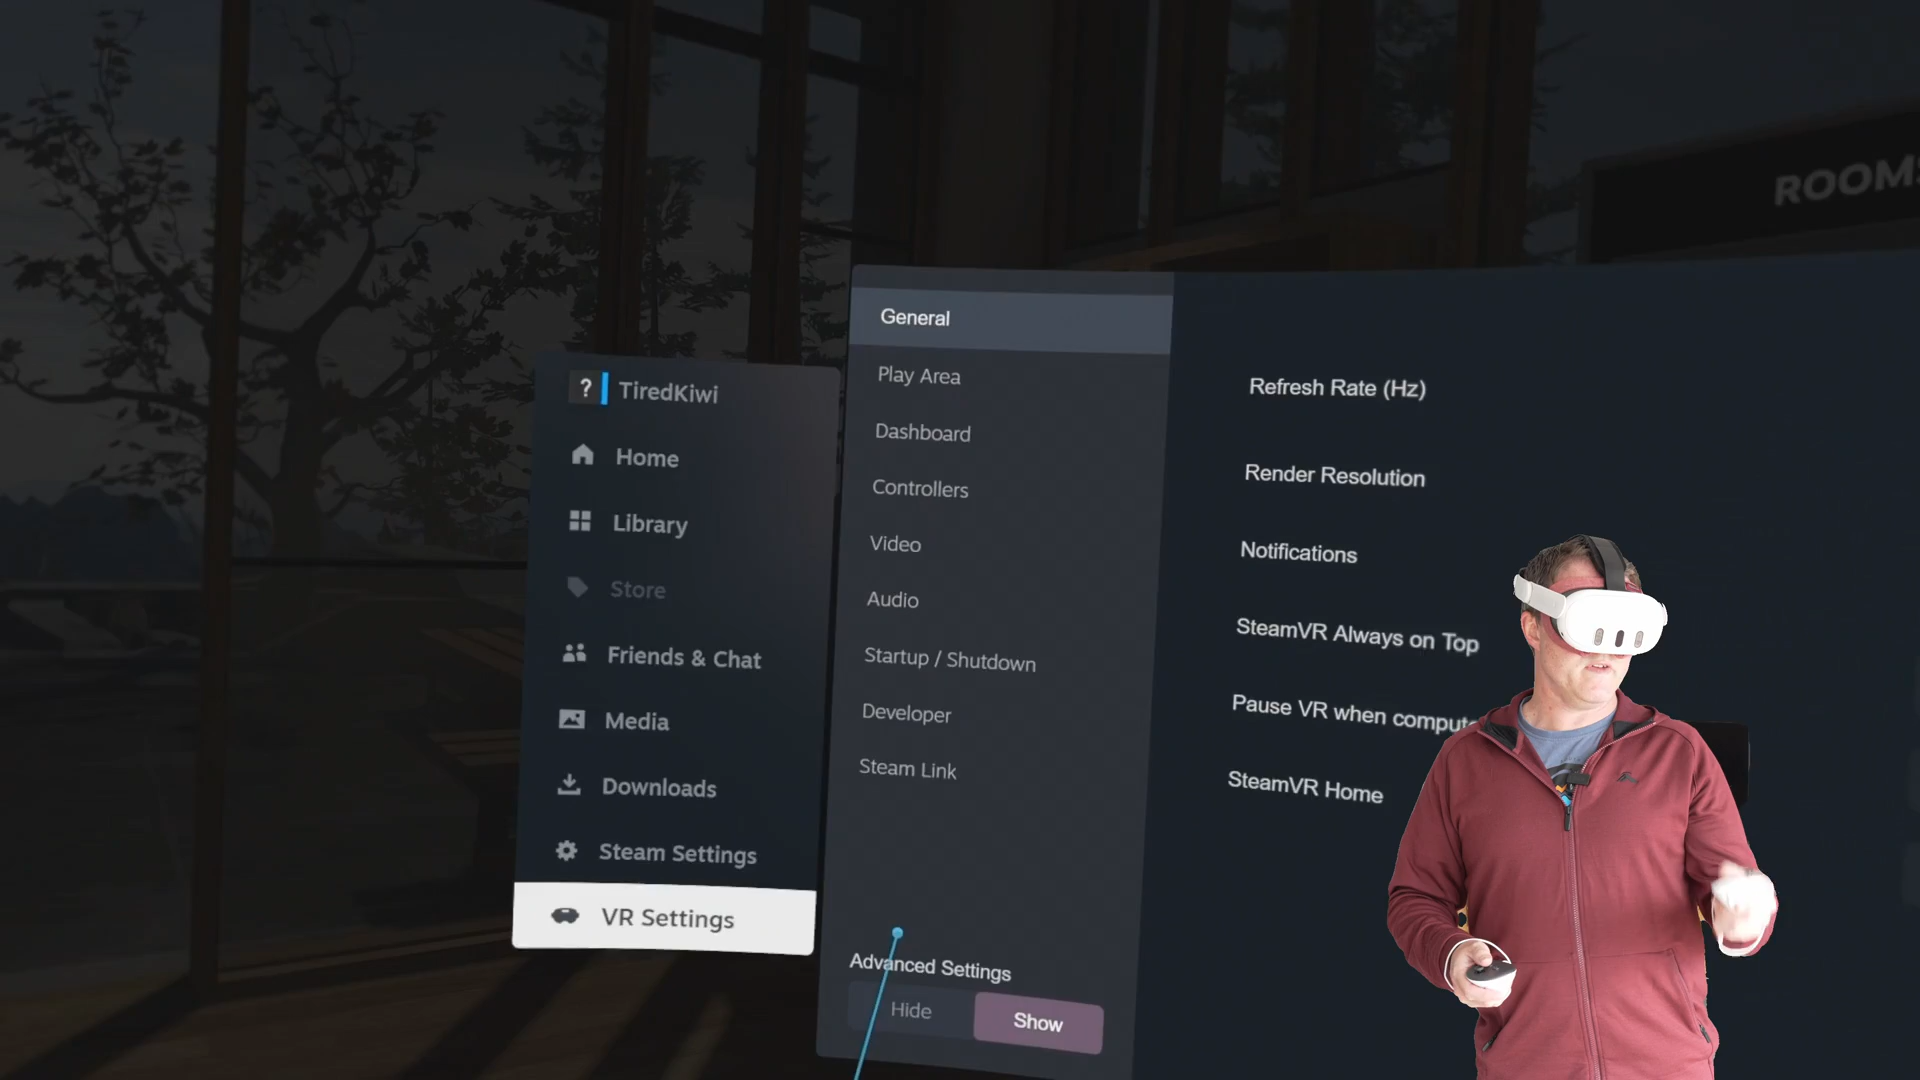 ROOMS
? TiredKiwi
Home
Library
Store
Friends & Chat
Media
Downloads
Steam Settings
VR Settings
General
Play Area
Dashboard
Controllers
Video
Audio
Startup / Shutdown
Developer
Steam Link
Advanced Settings
Hide
Show
Refresh Rate (Hz)
Render Resolution
Notifications
SteamVR Always on Top
Pause VR when
SteamVR Home